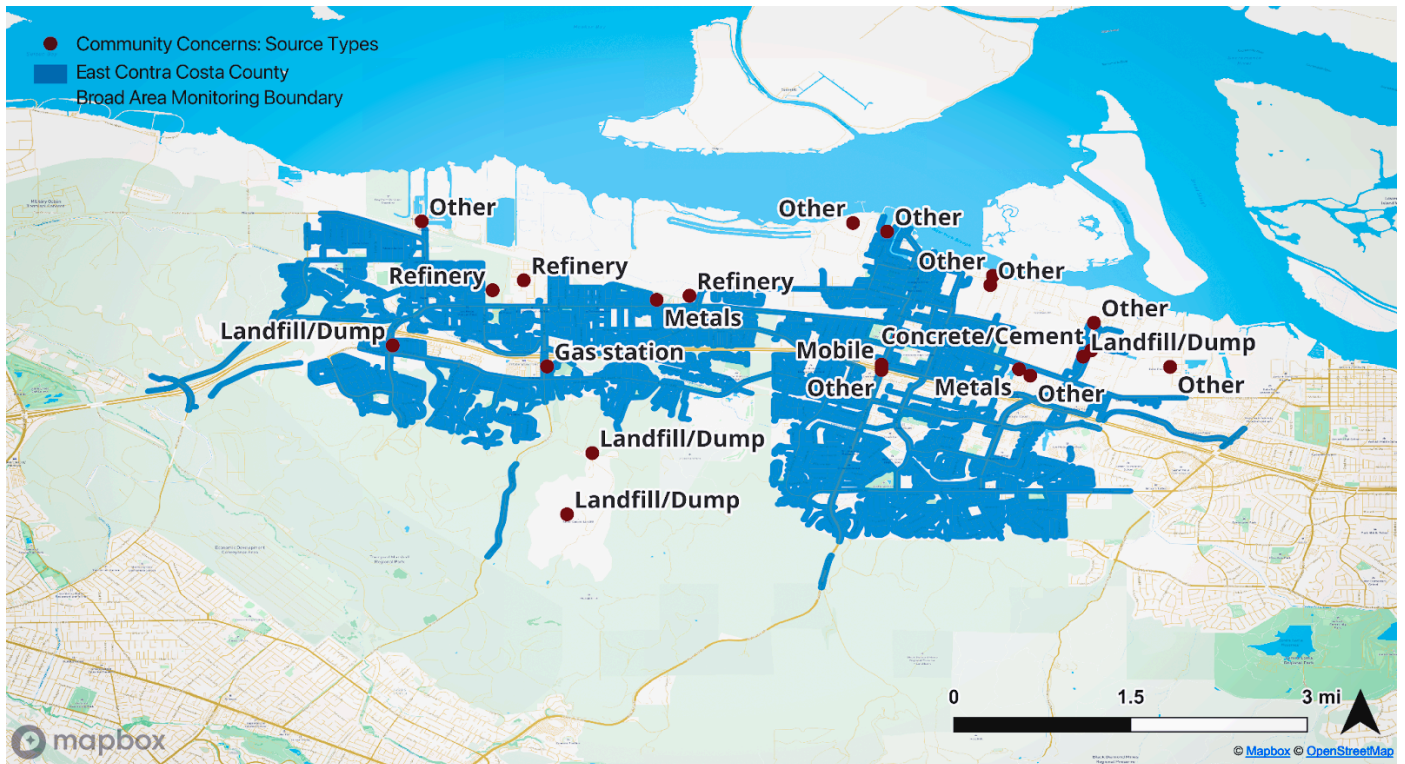 Community Concerns: Source Types
East Contra Costa County
Broad Area Monitoring Boundary
Other
Other
Other
Other
Other
Refinery
Refinery
Refinery
Metals
Other
Landfill/Dump
Gas station
Mobile
Concrete/Cement
Landfill/Dump
Other
Metals
Other
Other
Landfill/Dump
Landfill/Dump
0 1.5 3 mi
mapbox
© Mapbox © OpenStreetMap